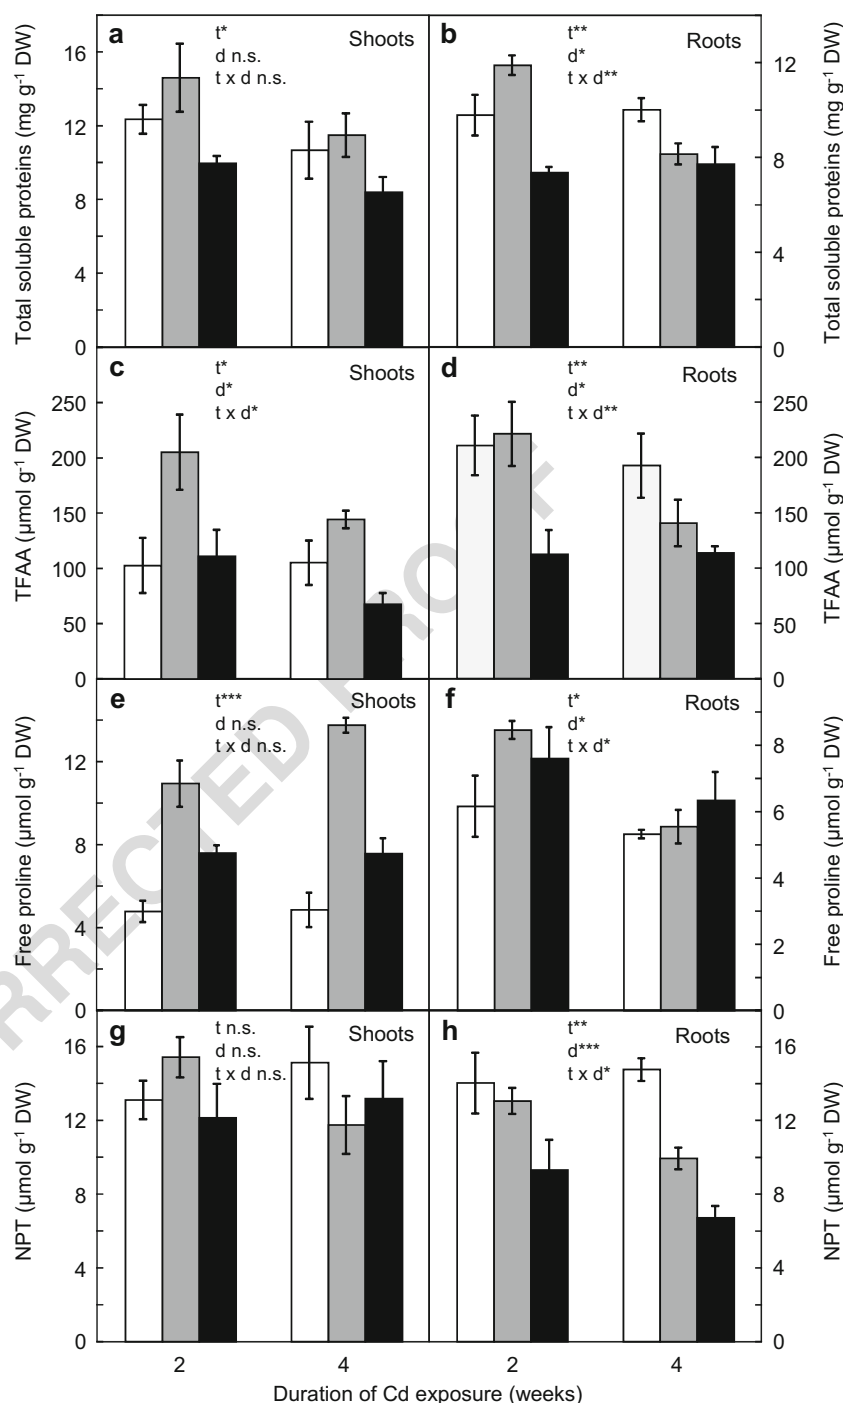 a
t*
d n.s.
t x d n.s.
Shoots
Total soluble proteins (mg g-1 DW)
16
12
8
4
0
b
t**
d*
t x d**
Roots
Total soluble proteins (mg g-1 DW)
12
8
4
0
c
t*
d*
t x d*
Shoots
TFAA (µmol g-1 DW)
250
200
150
100
50
0
d
t**
d*
t x d**
Roots
TFAA (µmol g-1 DW)
250
200
150
100
50
0
e
t***
d n.s.
t x d n.s.
Shoots
Free proline (µmol g-1 DW)
12
8
4
0
f
t*
d*
t x d*
Roots
Free proline (µmol g-1 DW)
8
6
4
2
0
g
t n.s.
d n.s.
t x d n.s.
Shoots
NPT (µmol g-1 DW)
16
12
8
4
0
h
t**
d***
t x d*
Roots
NPT (µmol g-1 DW)
16
12
8
4
0
2
4
2
4
Duration of Cd exposure (weeks)
RRECTED PROOF